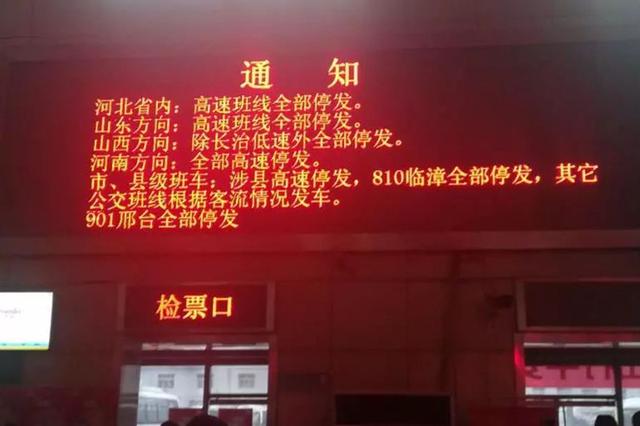 通 知
河北省内：高速班线全部停发。
山东方向：高速班线全部停发。
山西方向：除长治低速外全部停发。
河南方向：全部高速停发。
市、县级班车：涉县高速停发，810临漳全部停发，其它
公交班线根据客流情况发车。
901邢台全部停发
检票口